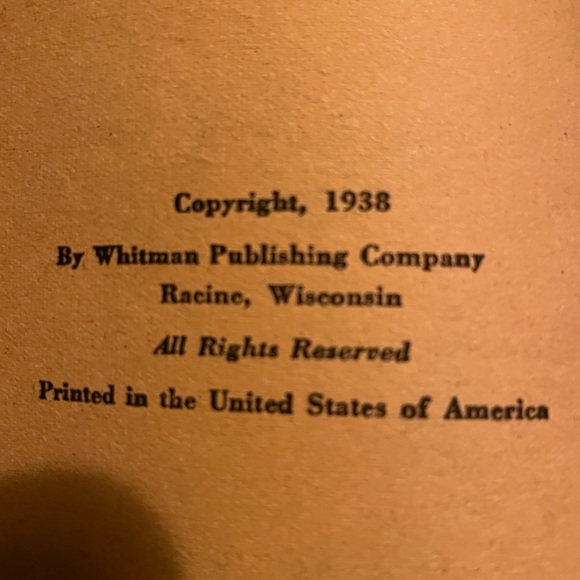 Copyright, 1938
By Whitman Publishing Company
Racine, Wisconsin
All Rights Reserved
Printed in the United States of America